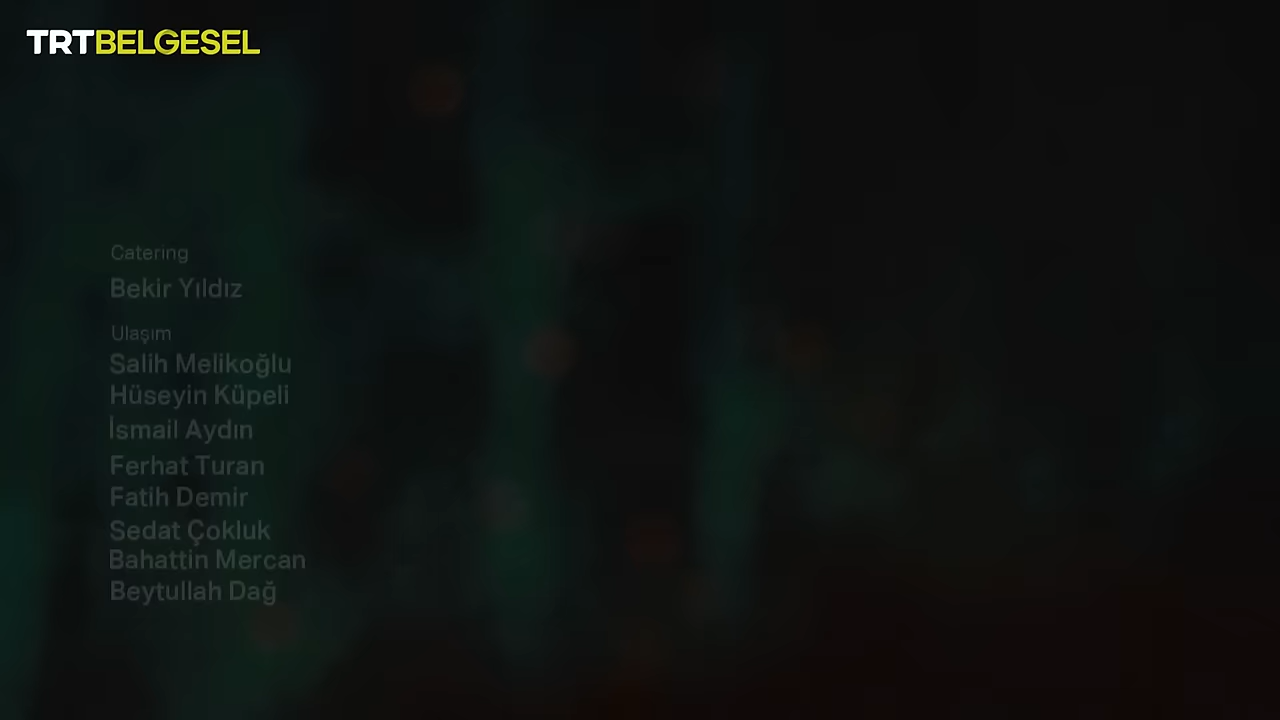 TRTBELGESEL
Catering
Bekir Yıldız
Ulaşım
Salih Melikoğlu
Hüseyin Küpeli
İsmail Aydın
Ferhat Turan
Fatih Demir
Sedat Çokluk
Bahattin Mercan
Beytullah Dağ